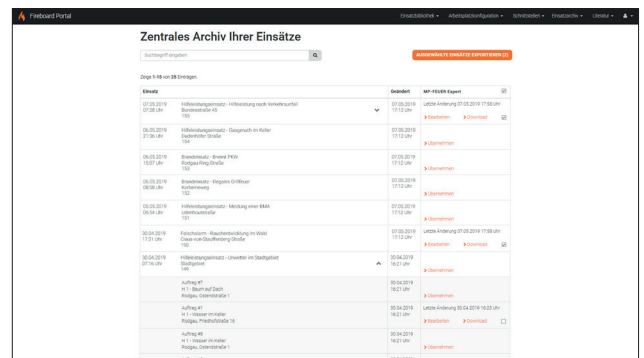 Fireboard Portal
Einsatzbibliothek Arbeitsplatzkonfiguration Schnittstellen Einsatzarchiv Literatur
Zentrales Archiv Ihrer Einsätze
Suchbegriff eingeben
AUSGEWÄHLTE EINSÄTZE EXPORTIEREN (2)
Zeige 1-15 von 25 Einträgen.
Einsatz Geändert MP-FEUER Expert
07.05.2019 Hilfeleistungseinsatz - Hilfeleistung nach Verkehrsunfall 07.05.2019 Letzte Änderung 07.05.2019 17:58 Uhr
07:28 Uhr Bundesstraße 45 17:12 Uhr
155 Bearbeiten Download
06.05.2019 Hilfeleistungseinsatz - Gasgeruch im Keller 07.05.2019
21:36 Uhr Dudenhöfer Straße 17:12 Uhr
154 Übernehmen
06.05.2019 Brandeinsatz - Brennt PKW 07.05.2019
15:07 Uhr Rodgau-Ring-Straße 17:12 Uhr
153 Übernehmen
06.05.2019 Brandeinsatz - Illegales Grillfeuer 07.05.2019
08:58 Uhr 17:12 Uhr
152 Übernehmen
05.05.2019 Hilfeleistungseinsatz - Meldung einer BMA 07.05.2019
06:54 Uhr Udenhoutstraße 17:12 Uhr
151 Übernehmen
30.04.2019 Falschalarm - Rauchentwicklung im Wald 07.05.2019 Letzte Änderung 07.05.2019 17:58 Uhr
17:31 Uhr Claus-von-Stauffenberg-Straße 17:12 Uhr
150 Bearbeiten Download
30.04.2019 Hilfeleistungseinsatz - Unwetter im Stadtgebiet 30.04.2019
07:16 Uhr Stadtgebiet 16:21 Uhr
149 Übernehmen
Auftrag #7 30.04.2019
H 1 - Baum auf Dach 16:21 Uhr
Rodgau, Ostendstraße 1 Übernehmen
Auftrag #1 30.04.2019 Letzte Änderung 30.04.2019 16:23 Uhr
H 1 - Wasser im Keller 16:21 Uhr
Rodgau, Friedhofstraße 16 Bearbeiten Download
Auftrag #6 30.04.2019
H 1 - Wasser im Keller 16:21 Uhr
Rodgau, Ostendstraße 1 Übernehmen